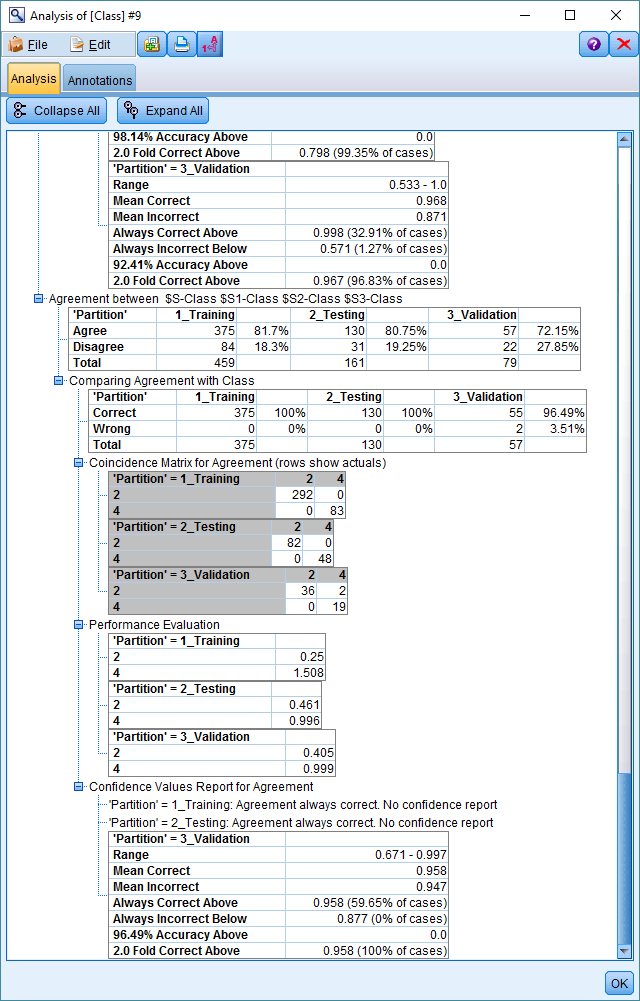 Analysis of [Class] #9
File Edit
Analysis Annotations
Collapse All Expand All
98.14% Accuracy Above 0.0
2.0 Fold Correct Above 0.798 (99.35% of cases)
'Partition' = 3_Validation
Range 0.533 - 1.0
Mean Correct 0.968
Mean Incorrect 0.871
Always Correct Above 0.998 (32.91% of cases)
Always Incorrect Below 0.571 (1.27% of cases)
92.41% Accuracy Above 0.0
2.0 Fold Correct Above 0.967 (96.83% of cases)
Agreement between $S-Class $S1-Class $S2-Class $S3-Class
'Partition' 1_Training 2_Testing 3_Validation
Agree 375 81.7% 130 80.75% 57 72.15%
Disagree 84 18.3% 31 19.25% 22 27.85%
Total 459 161 79
Comparing Agreement with Class
'Partition' 1_Training 2_Testing 3_Validation
Correct 375 100% 130 100% 55 96.49%
Wrong 0 0% 0 0% 2 3.51%
Total 375 130 57
Coincidence Matrix for Agreement (rows show actuals)
'Partition' = 1_Training 2 4
2 292 0
4 0 83
'Partition' = 2_Testing 2 4
2 82 0
4 0 48
'Partition' = 3_Validation 2 4
2 36 2
4 0 19
Performance Evaluation
'Partition' = 1_Training
2 0.25
4 1.508
'Partition' = 2_Testing
2 0.461
4 0.996
'Partition' = 3_Validation
2 0.405
4 0.999
Confidence Values Report for Agreement
'Partition' = 1_Training: Agreement always correct. No confidence report
'Partition' = 2_Testing: Agreement always correct. No confidence report
'Partition' = 3_Validation
Range 0.671 - 0.997
Mean Correct 0.958
Mean Incorrect 0.947
Always Correct Above 0.958 (59.65% of cases)
Always Incorrect Below 0.877 (0% of cases)
96.49% Accuracy Above 0.0
2.0 Fold Correct Above 0.958 (100% of cases)
OK